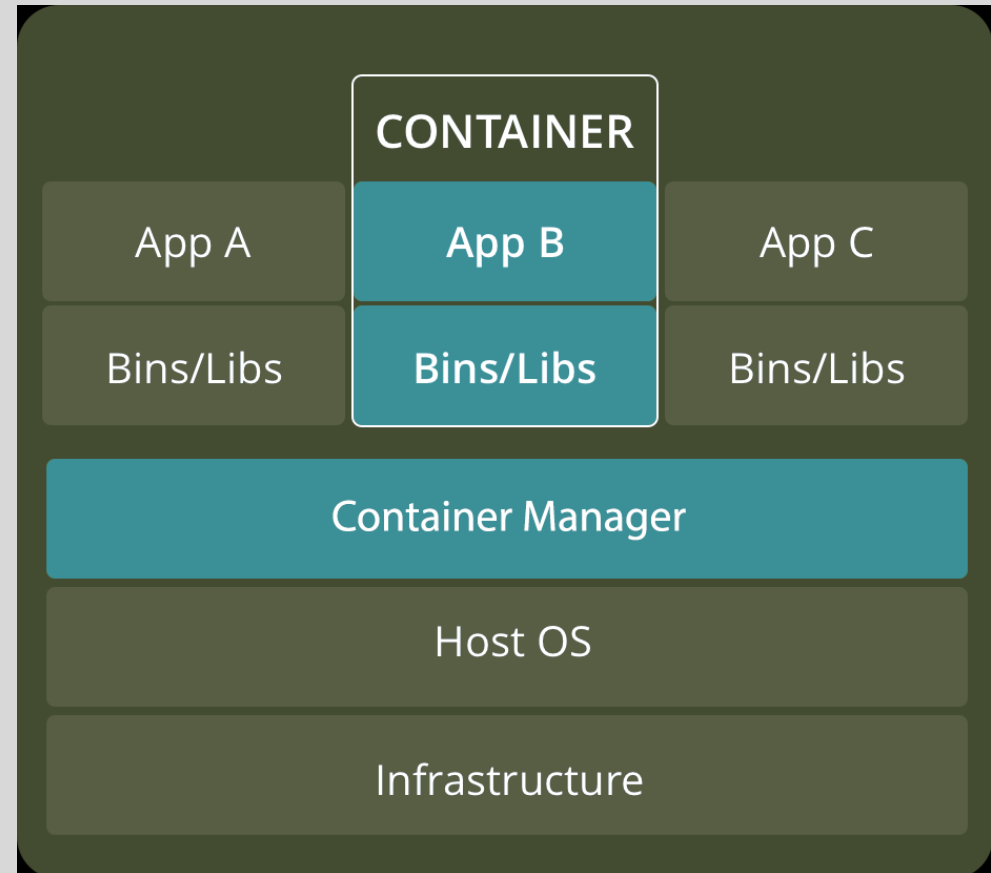 CONTAINER
App A
App B
App C
Bins/Libs
Bins/Libs
Bins/Libs
Container Manager
Host OS
Infrastructure